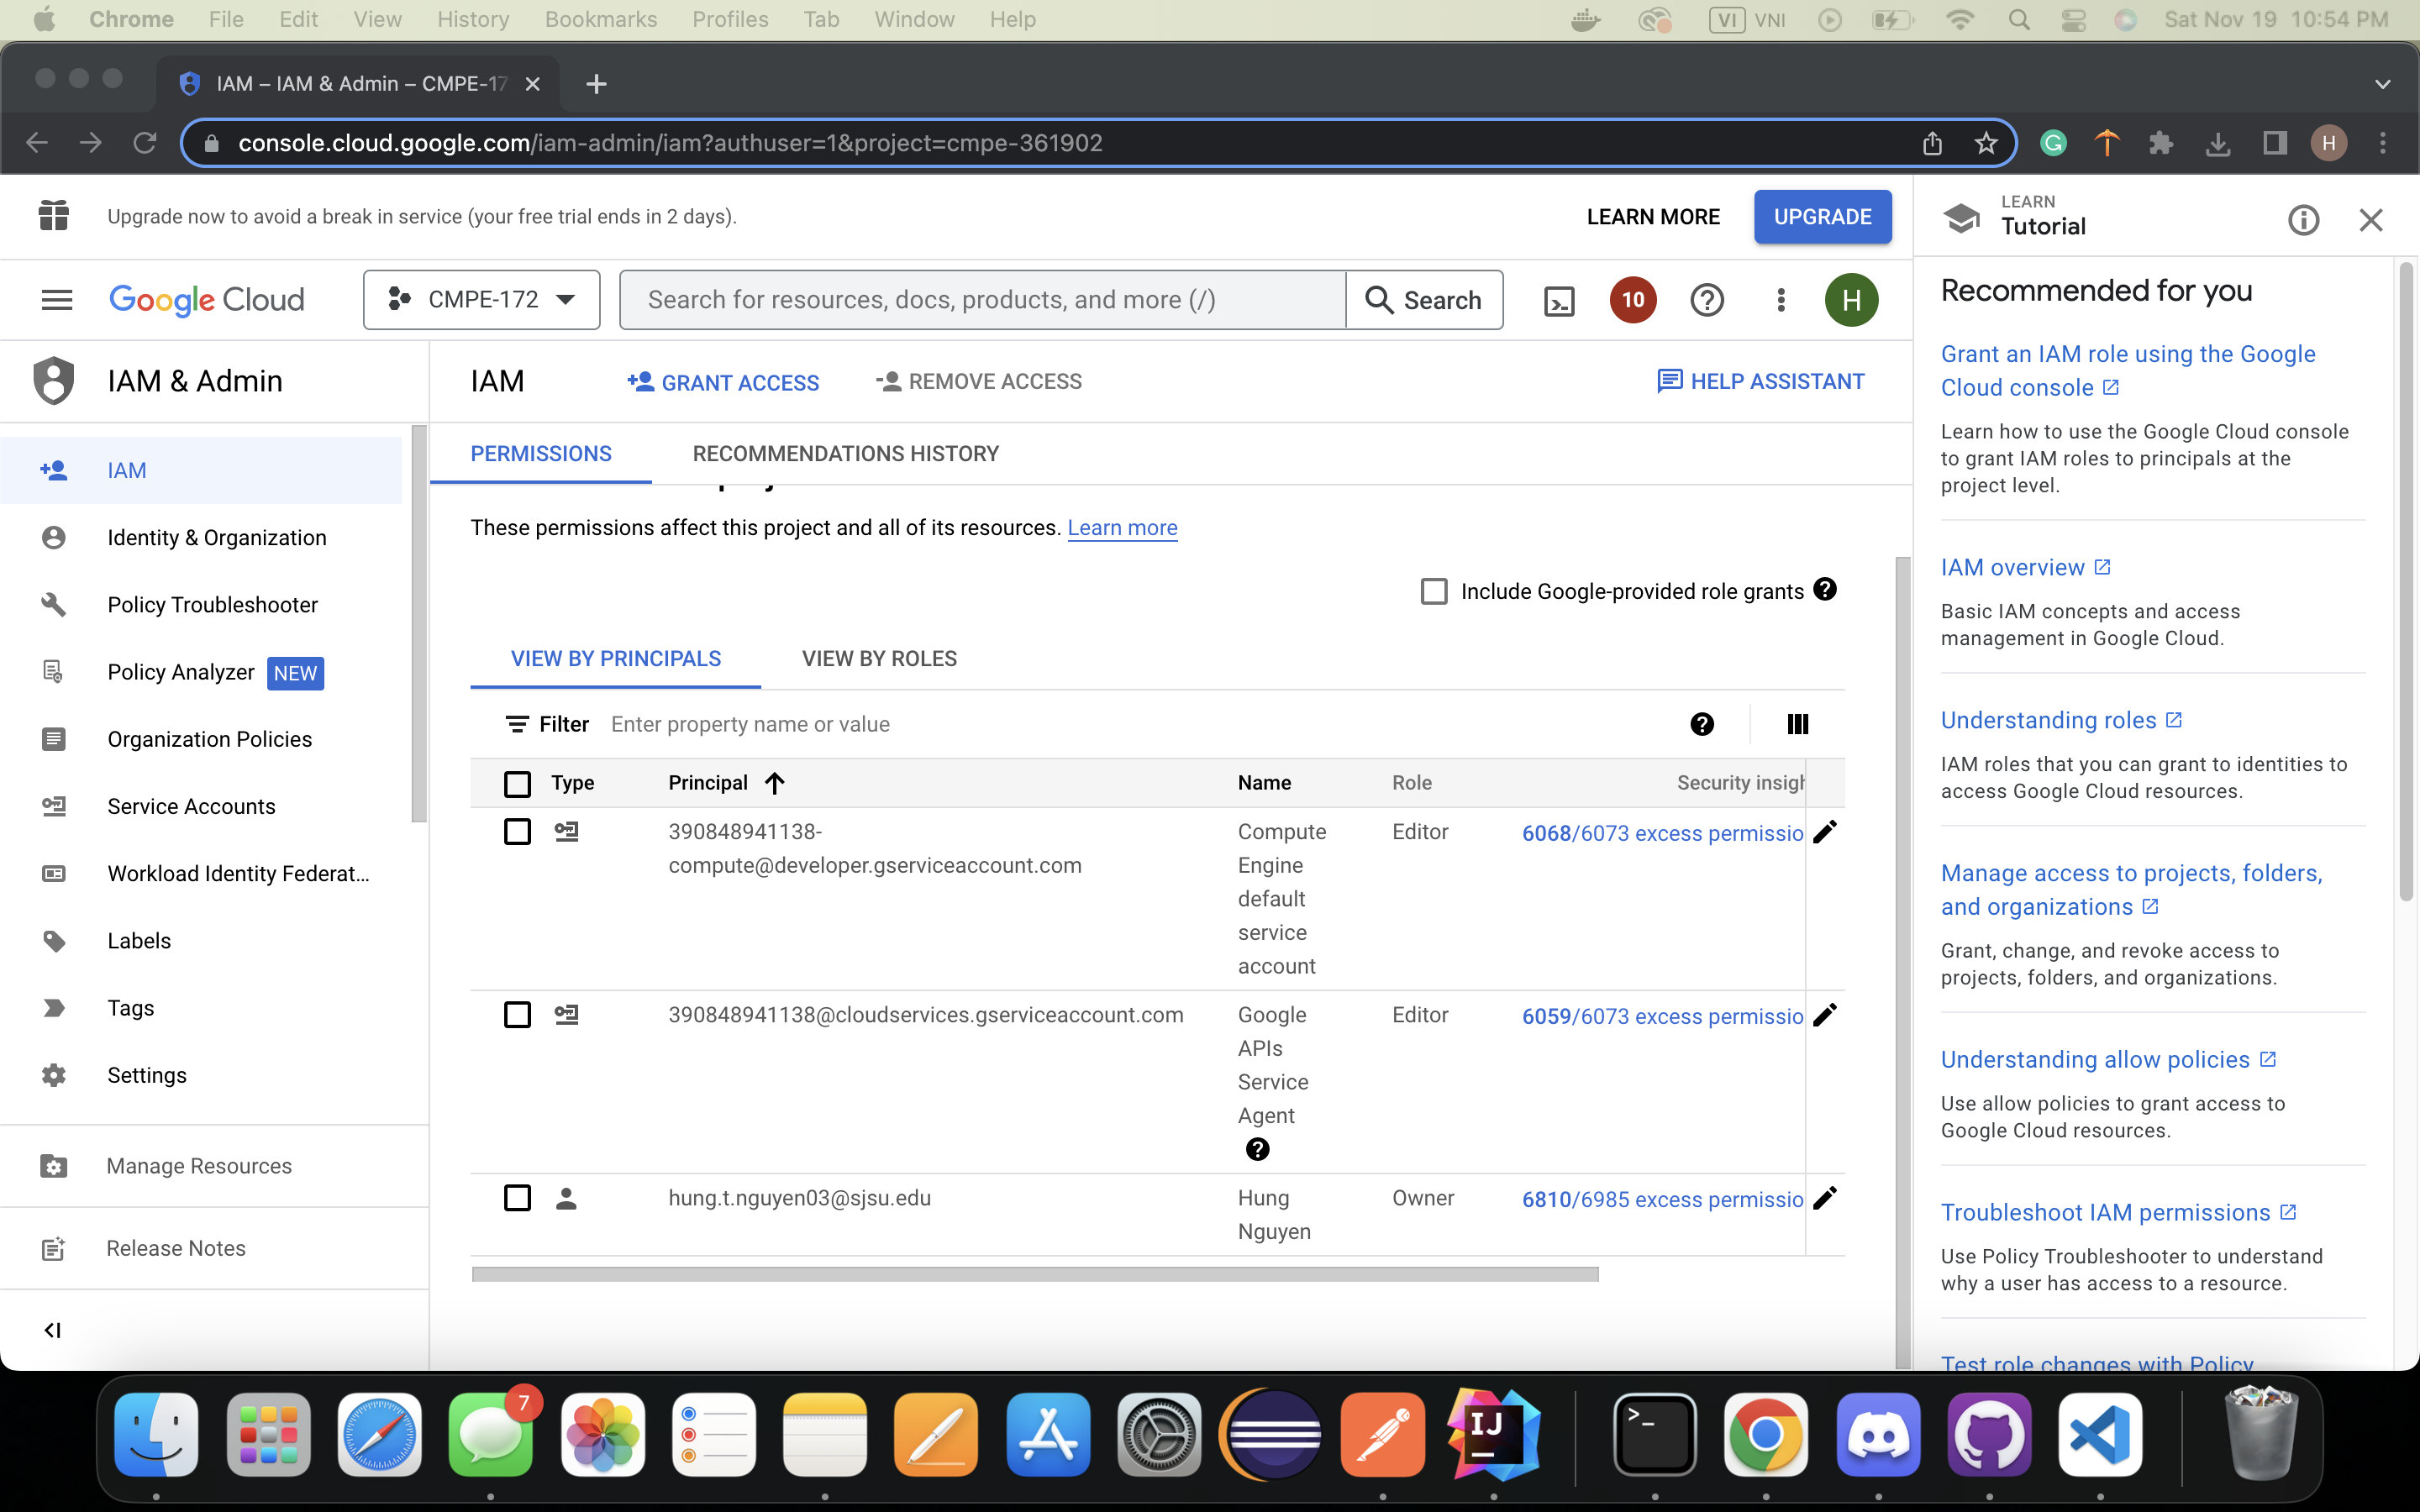 Chrome File Edit View History Bookmarks Profiles Tab Window Help VI VNI Sat Nov 19 10:54 PM
IAM – IAM & Admin – CMPE-17
console.cloud.google.com/iam-admin/iam?authuser=1&project=cmpe-361902
H
Upgrade now to avoid a break in service (your free trial ends in 2 days).
LEARN MORE
UPGRADE
Google Cloud
CMPE-172
Search for resources, docs, products, and more (/)
Search
10
H
IAM & Admin
IAM
Identity & Organization
Policy Troubleshooter
Policy Analyzer NEW
Organization Policies
Service Accounts
Workload Identity Federat...
Labels
Tags
Settings
Manage Resources
Release Notes
IAM
GRANT ACCESS
REMOVE ACCESS
HELP ASSISTANT
PERMISSIONS
RECOMMENDATIONS HISTORY
These permissions affect this project and all of its resources. Learn more
Include Google-provided role grants
VIEW BY PRINCIPALS
VIEW BY ROLES
Filter Enter property name or value
Type Principal Name Role Security insigh
390848941138-
compute@developer.gserviceaccount.com
Compute
Engine
default
service
account
Editor
6068/6073 excess permissio
390848941138@cloudservices.gserviceaccount.com
Google
APIs
Service
Agent
Editor
6059/6073 excess permissio
hung.t.nguyen03@sjsu.edu
Hung
Nguyen
Owner
6810/6985 excess permissio
LEARN
Tutorial
Recommended for you
Grant an IAM role using the Google
Cloud console
Learn how to use the Google Cloud console
to grant IAM roles to principals at the
project level.
IAM overview
Basic IAM concepts and access
management in Google Cloud.
Understanding roles
IAM roles that you can grant to identities to
access Google Cloud resources.
Manage access to projects, folders,
and organizations
Grant, change, and revoke access to
projects, folders, and organizations.
Understanding allow policies
Use allow policies to grant access to
Google Cloud resources.
Troubleshoot IAM permissions
Use Policy Troubleshooter to understand
why a user has access to a resource.
Test role changes with Policy
7
IJ